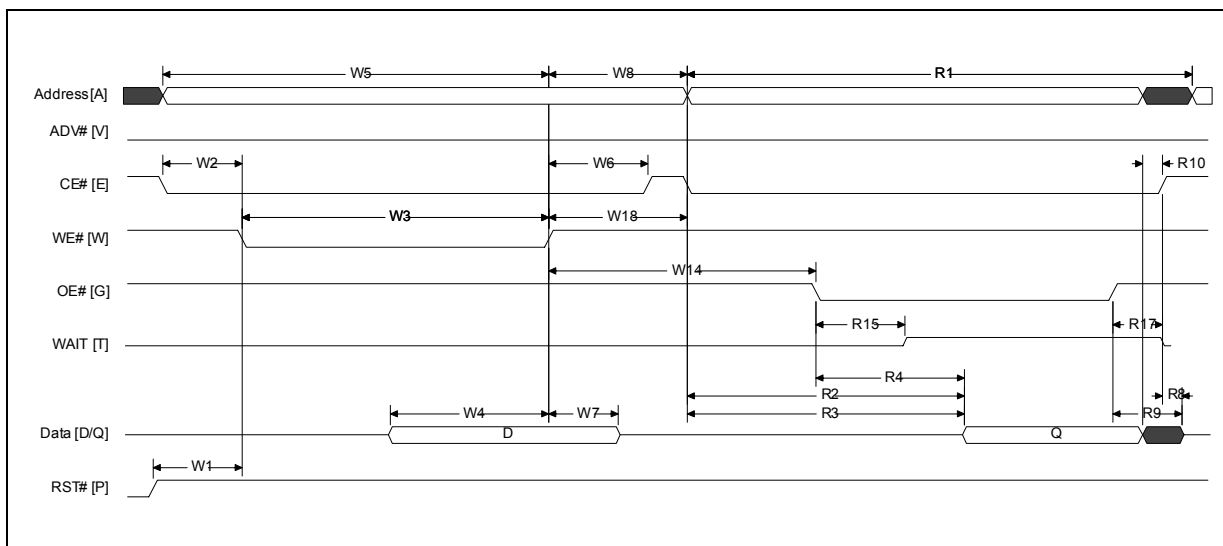 W5 W8 R1
Address [A]
ADV# [V]
W2 W6 R10
CE# [E]
W3 W18
WE# [W]
W14
OE# [G]
R15 R17
WAIT [T]
R4
R2 R8
W4 W7 R3 R9
Data [D/Q] D Q
W1
RST# [P]